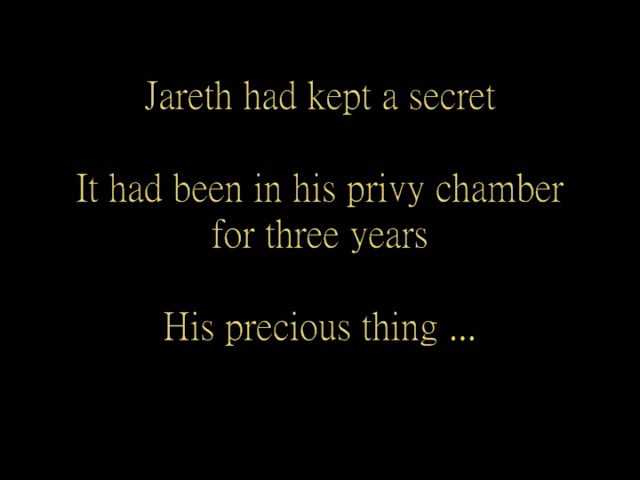 Jareth had kept a secret
It had been in his privy chamber
for three years
His precious thing ...